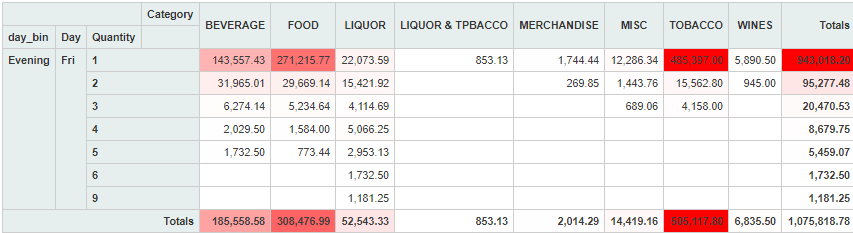 Category BEVERAGE FOOD LIQUOR LIQUOR & TPBACCO MERCHANDISE MISC TOBACCO WINES Totals
day_bin Day Quantity
Evening Fri 1 143,557.43 271,215.77 22,073.59 853.13 1,744.44 12,286.34 485,397.00 5,890.50 943,018.20
2 31,965.01 29,669.14 15,421.92 269.85 1,443.76 15,562.80 945.00 95,277.48
3 6,274.14 5,234.64 4,114.69 689.06 4,158.00 20,470.53
4 2,029.50 1,584.00 5,066.25 8,679.75
5 1,732.50 773.44 2,953.13 5,459.07
6 1,732.50 1,732.50
9 1,181.25 1,181.25
Totals 185,558.58 308,476.99 52,543.33 853.13 2,014.29 14,419.16 505,117.80 6,835.50 1,075,818.78